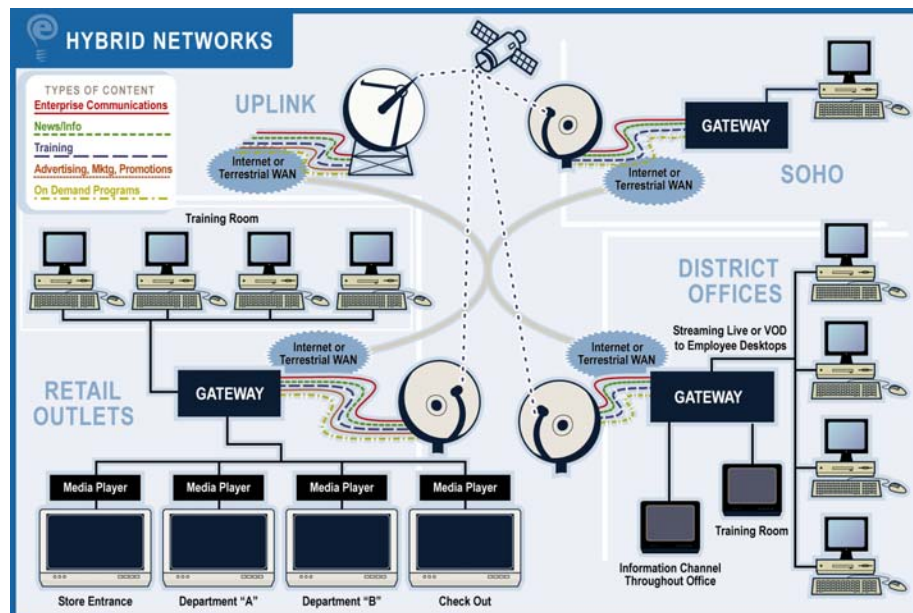 HYBRID NETWORKS
TYPES OF CONTENT
Enterprise Communications
News/Info
Training
Advertising, Mktg, Promotions
On Demand Programs
UPLINK
Internet or
Terrestrial WAN
GATEWAY
Internet or
Terrestrial WAN
SOHO
Training Room
DISTRICT
OFFICES
Streaming Live or VOD
to Employee Desktops
Internet or
Terrestrial WAN
Internet or
Terrestrial WAN
RETAIL
OUTLETS
GATEWAY
GATEWAY
Media Player
Media Player
Media Player
Media Player
Training Room
Information Channel
Throughout Office
Store Entrance
Department “A”
Department “B”
Check Out